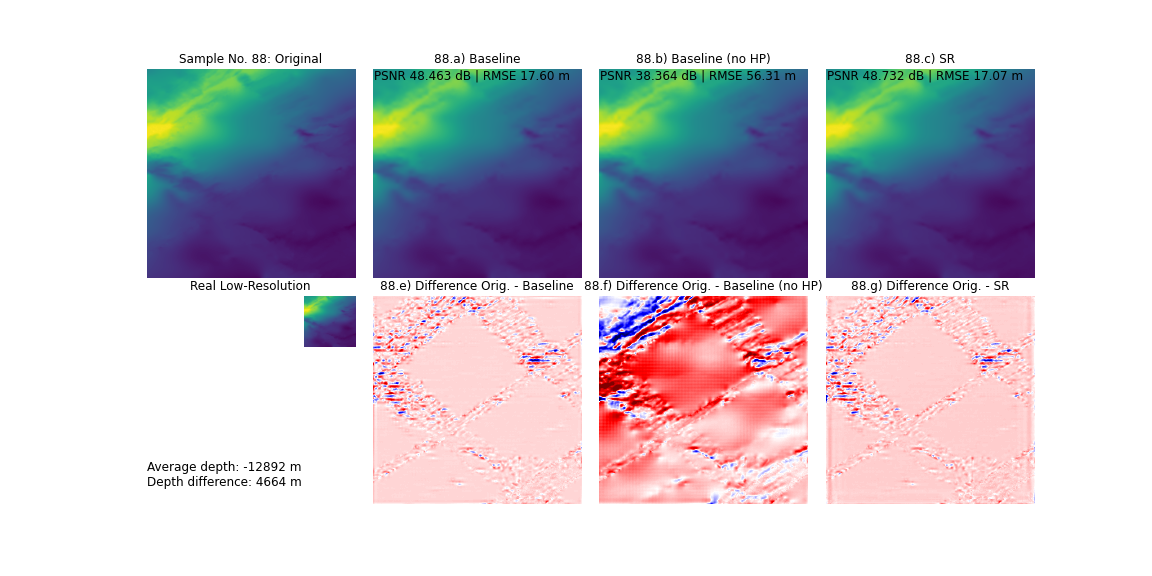 Sample No. 88: Original
88.a) Baseline
88.b) Baseline (no HP)
88.c) SR
PSNR 48.463 dB | RMSE 17.60 m
PSNR 38.364 dB | RMSE 56.31 m
PSNR 48.732 dB | RMSE 17.07 m
Real Low-Resolution
88.e) Difference Orig. - Baseline
88.f) Difference Orig. - Baseline (no HP)
88.g) Difference Orig. - SR
Average depth: -12892 m
Depth difference: 4664 m